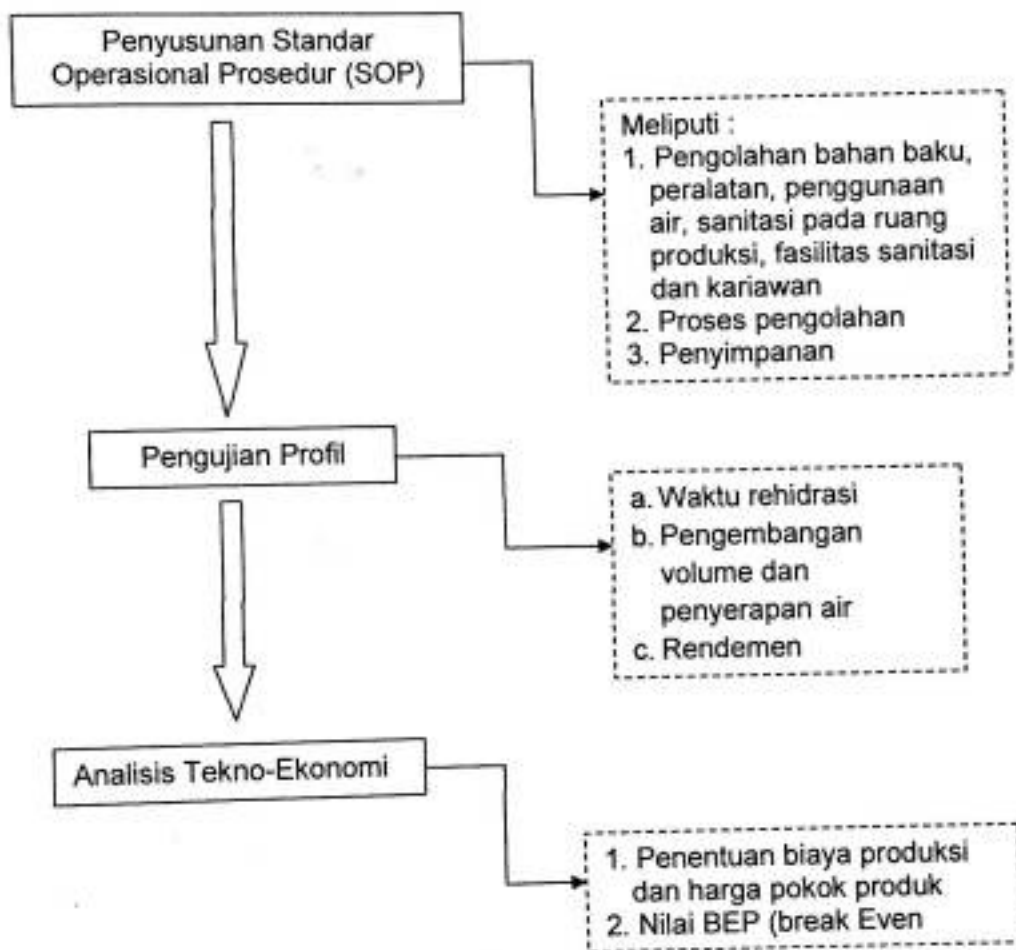 Penyusunan Standar
Operasional Prosedur (SOP)
Meliputi :
1. Pengolahan bahan baku,
peralatan, penggunaan
air, sanitasi pada ruang
produksi, fasilitas sanitasi
dan kariawan
2. Proses pengolahan
3. Penyimpanan
Pengujian Profil
a. Waktu rehidrasi
b. Pengembangan
volume dan
penyerapan air
c. Rendemen
Analisis Tekno-Ekonomi
1. Penentuan biaya produksi
dan harga pokok produk
2. Nilai BEP (break Even